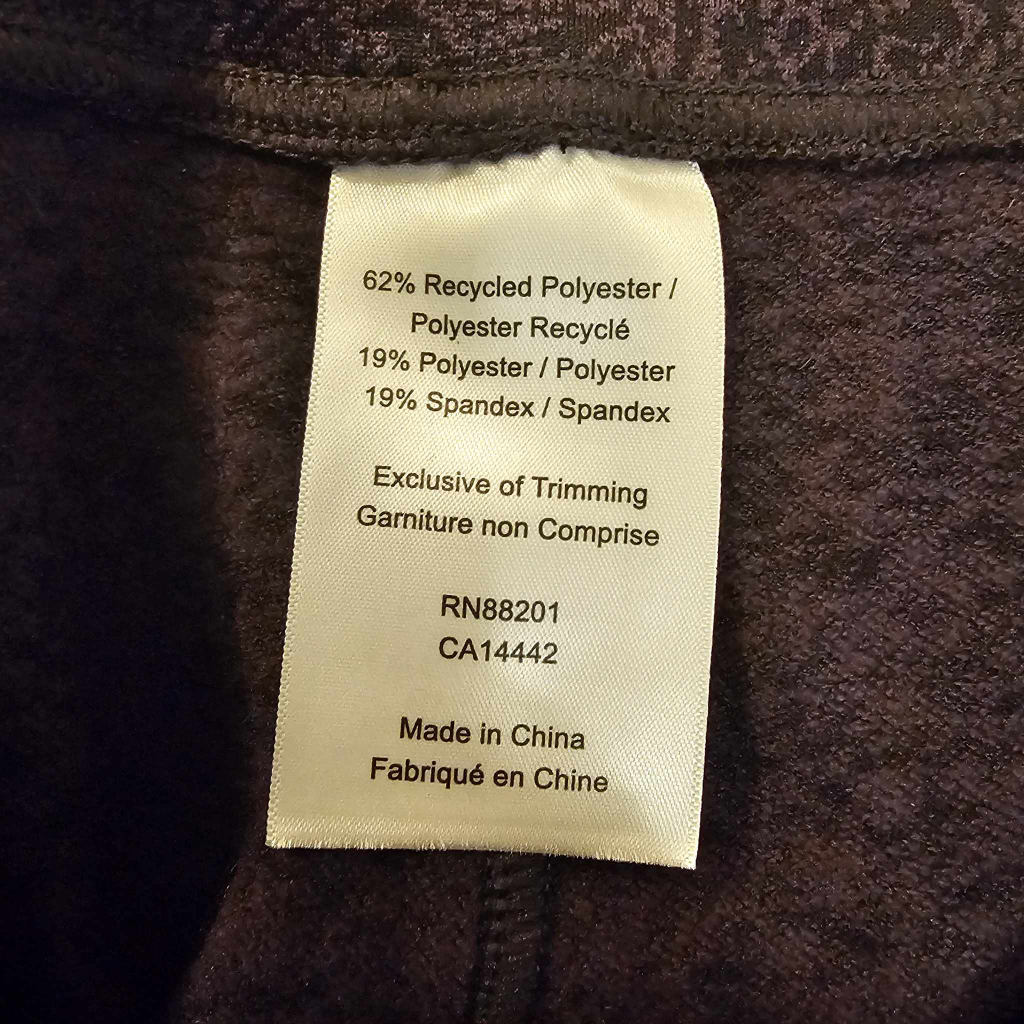 62% Recycled Polyester /
Polyester Recyclé
19% Polyester / Polyester
19% Spandex / Spandex
Exclusive of Trimming
Garniture non Comprise
RN88201
CA14442
Made in China
Fabriqué en Chine